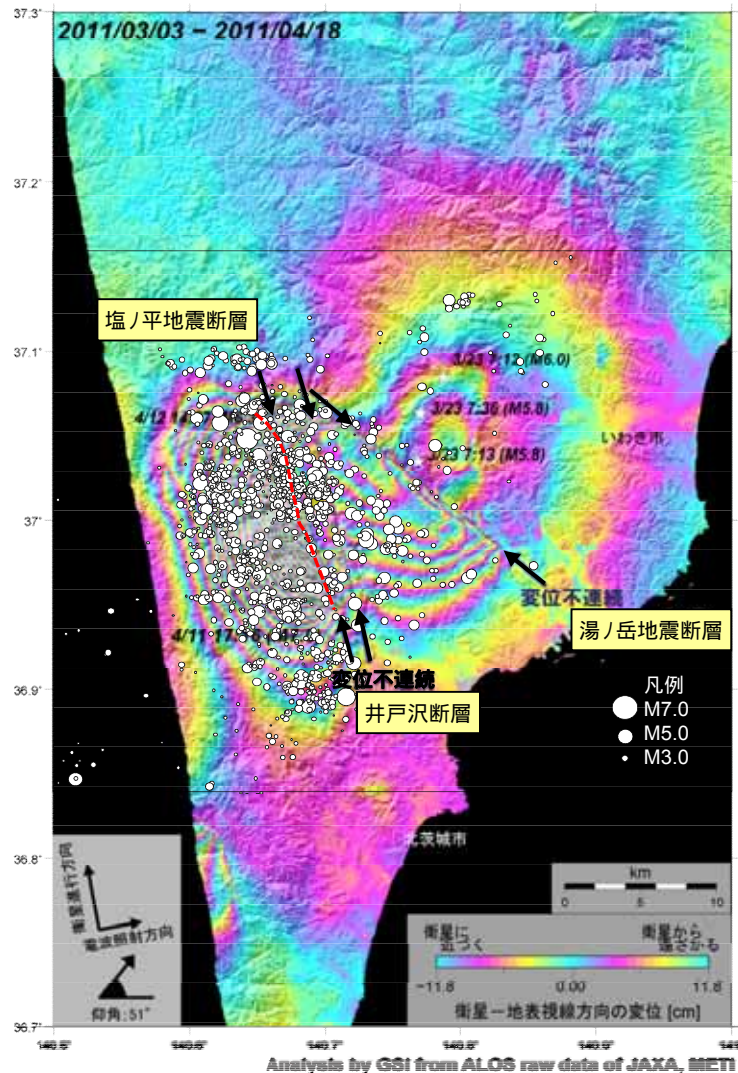 37.3°
2011/03/03 – 2011/04/18
37.2°
塩ノ平地震断層
37.1°
3/23 7:12 (M6.0)
3/23 7:36 (M5.8)
いわき市
3/23 7:13 (M5.8)
37°
変位不連続
湯ノ岳地震断層
変位不連続
井戸沢断層
36.9°
凡例
M7.0
M5.0
M3.0
36.8°
北茨城市
衛星進行方向
電波照射方向
仰角:51°
km
0 5 10
衛星に近づく
衛星から遠ざかる
-11.8 0.00 11.8
衛星－地表視線方向の変位 [cm]
36.7°
Analysis by GSI from ALOS raw data of JAXA, METI